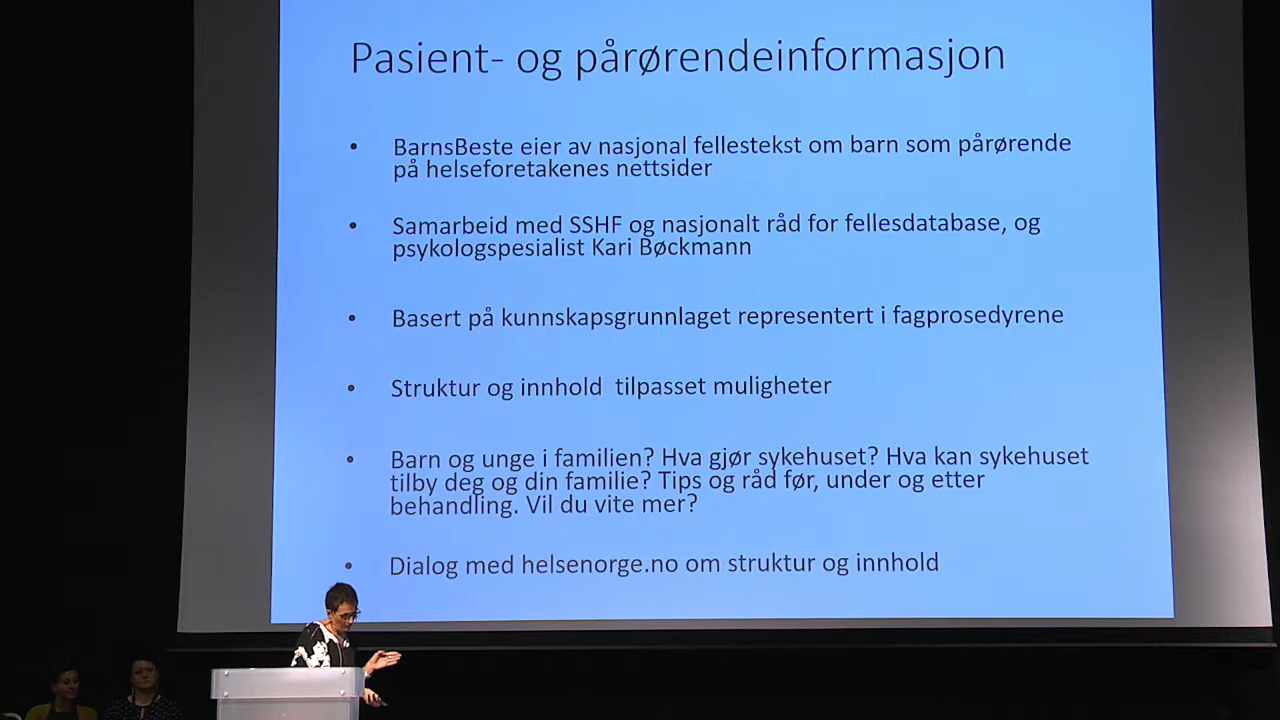 Pasient- og pårørendeinformasjon
• BarnsBeste eier av nasjonal fellestekst om barn som pårørende
på helseforetakenes nettsider
• Samarbeid med SSHF og nasjonalt råd for fellesdatabase, og
psykologspesialist Kari Bøckmann
• Basert på kunnskapsgrunnlaget representert i fagprosedyrene
• Struktur og innhold  tilpasset muligheter
• Barn og unge i familien? Hva gjør sykehuset? Hva kan sykehuset
tilby deg og din familie? Tips og råd før, under og etter
behandling. Vil du vite mer?
• Dialog med helsenorge.no om struktur og innhold